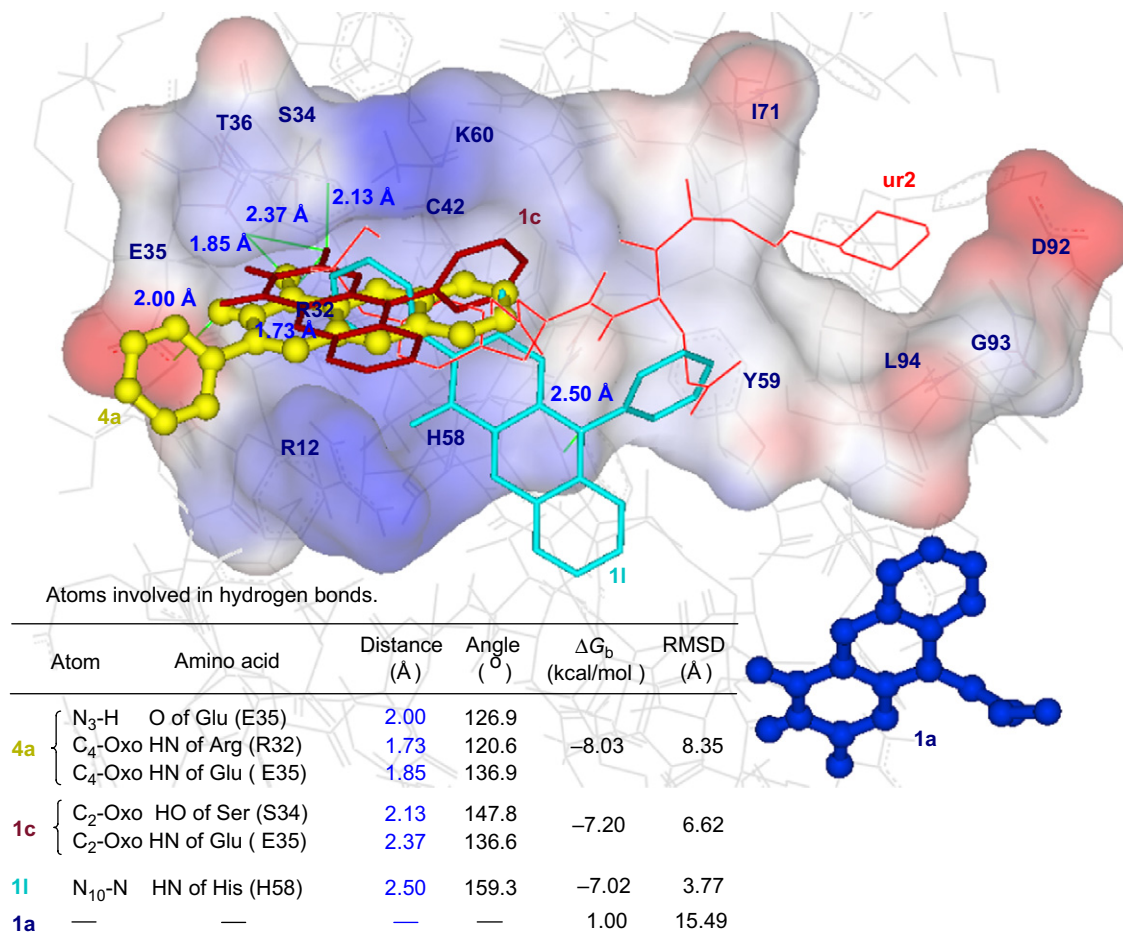 T36
S34
K60
I71
ur2
2.13 Å
2.37 Å
C42
1c
1.85 Å
E35
D92
2.00 Å
R32
1.73 Å
G93
L94
Y59
2.50 Å
4a
R12
H58
1l
Atoms involved in hydrogen bonds.
Atom Amino acid Distance (Å) Angle (°) ΔGb (kcal/mol ) RMSD (Å)
N3-H O of Glu (E35) 2.00 126.9
4a C4-Oxo HN of Arg (R32) 1.73 120.6 –8.03 8.35
C4-Oxo HN of Glu ( E35) 1.85 136.9
1c C2-Oxo HO of Ser (S34) 2.13 147.8 –7.20 6.62
C2-Oxo HN of Glu ( E35) 2.37 136.6
1l N10-N HN of His (H58) 2.50 159.3 –7.02 3.77
1a — — — — 1.00 15.49
1a